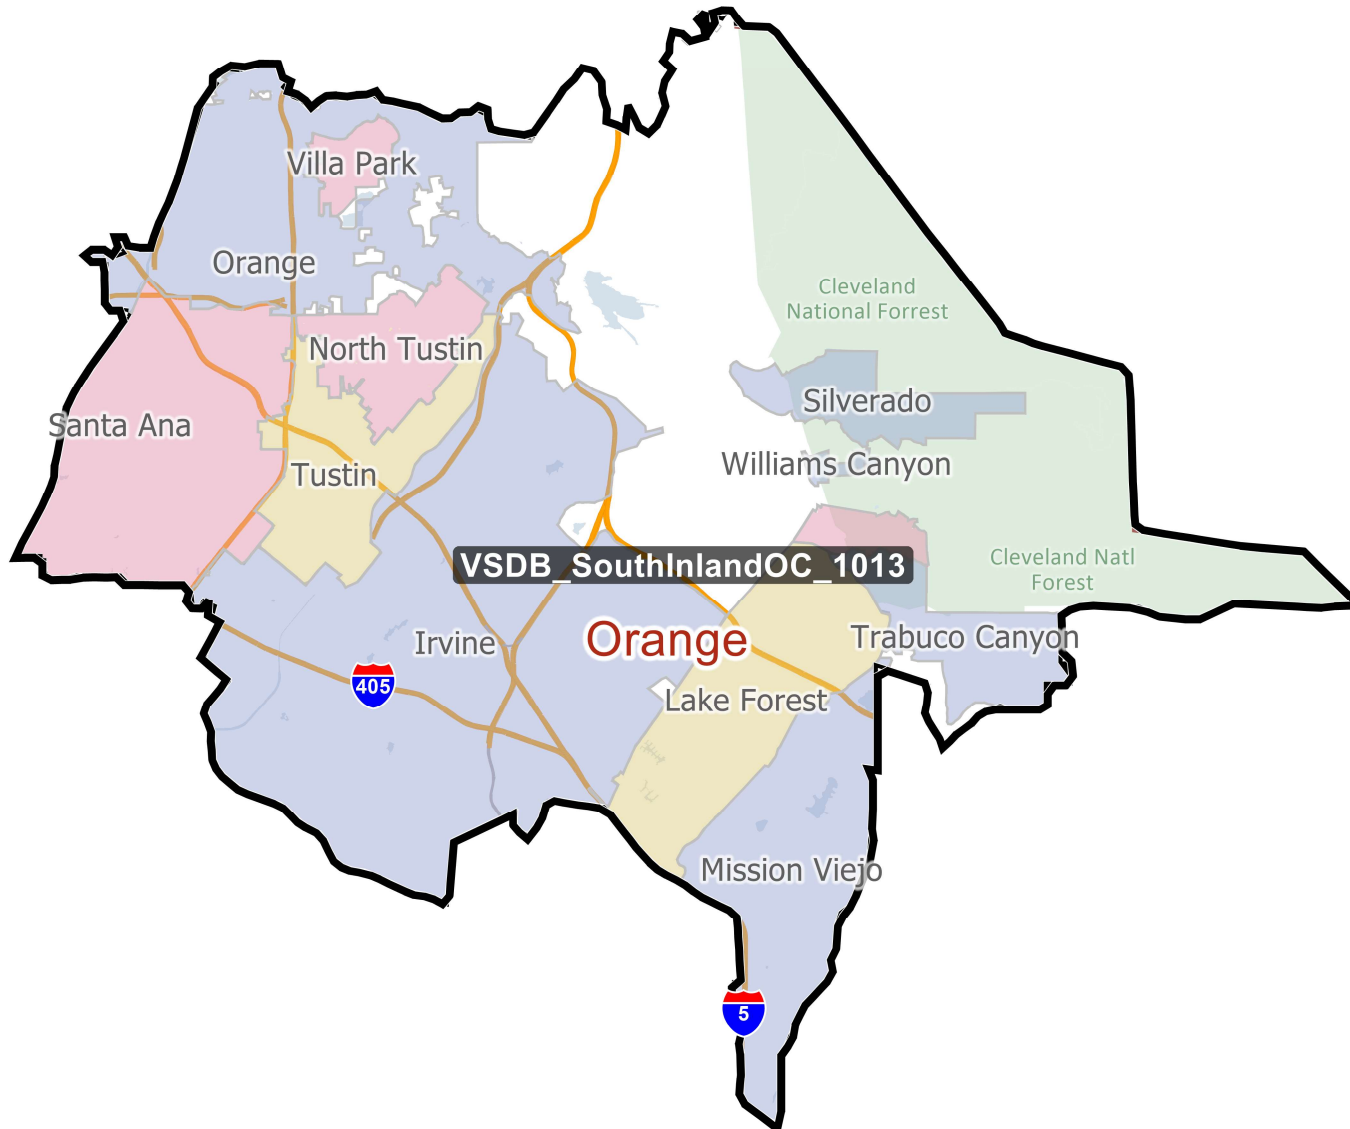 Villa Park
Orange
Cleveland
National Forrest
North Tustin
Silverado
Santa Ana
Williams Canyon
Tustin
VSDB_SouthInlandOC_1013
Cleveland Natl
Forest
Irvine
Orange
Trabuco Canyon
405
Lake Forest
Mission Viejo
5